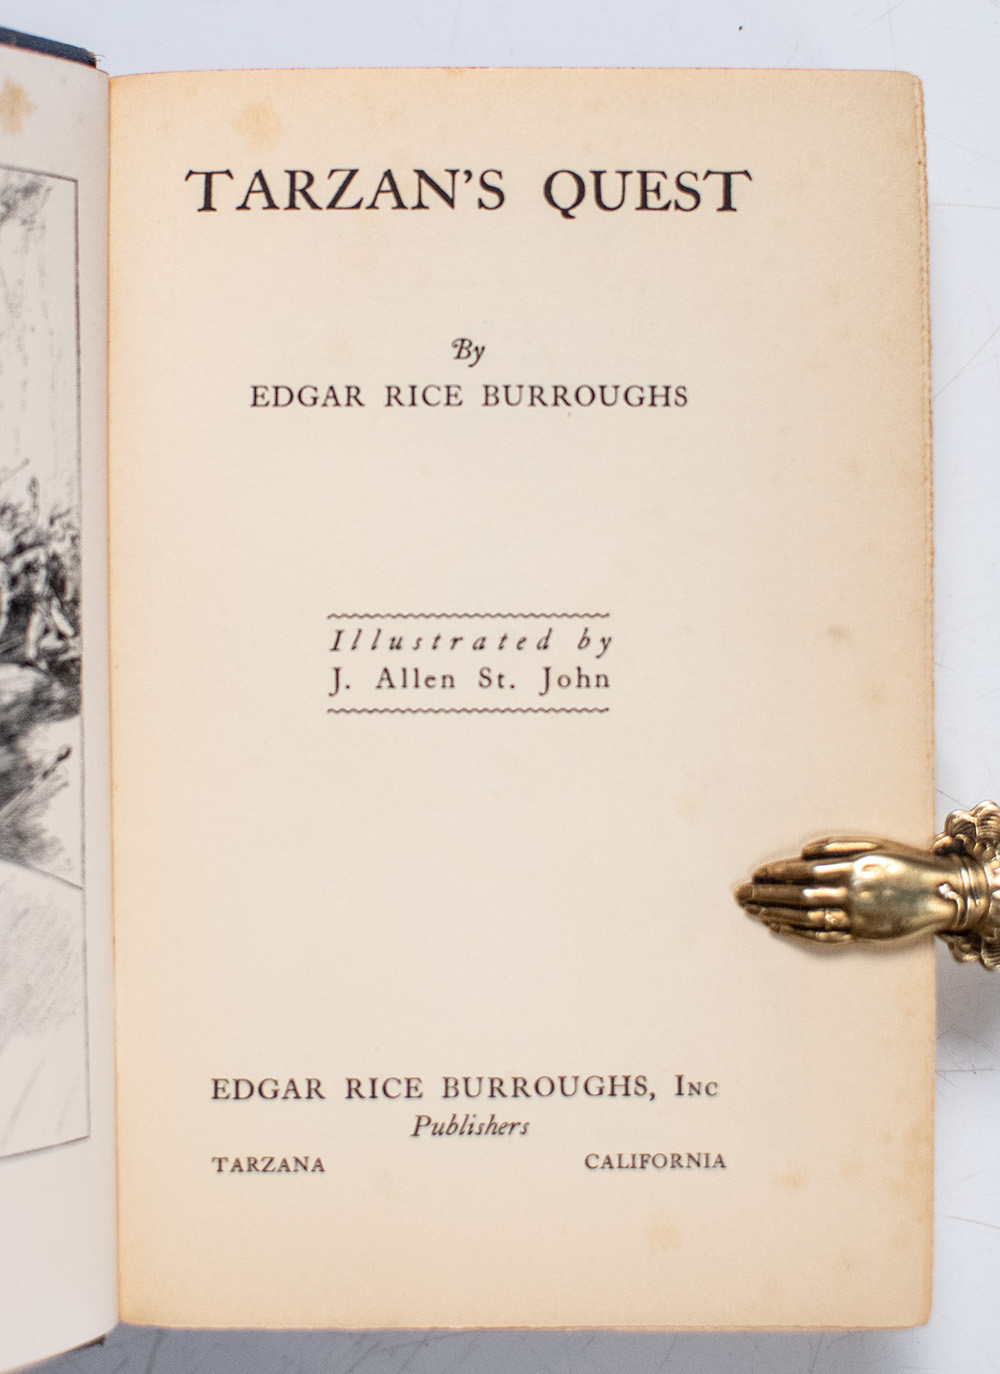 TARZAN'S QUEST
By
EDGAR RICE BURROUGHS
Illustrated by
J. Allen St. John
EDGAR RICE BURROUGHS, INC
Publishers
TARZANA CALIFORNIA